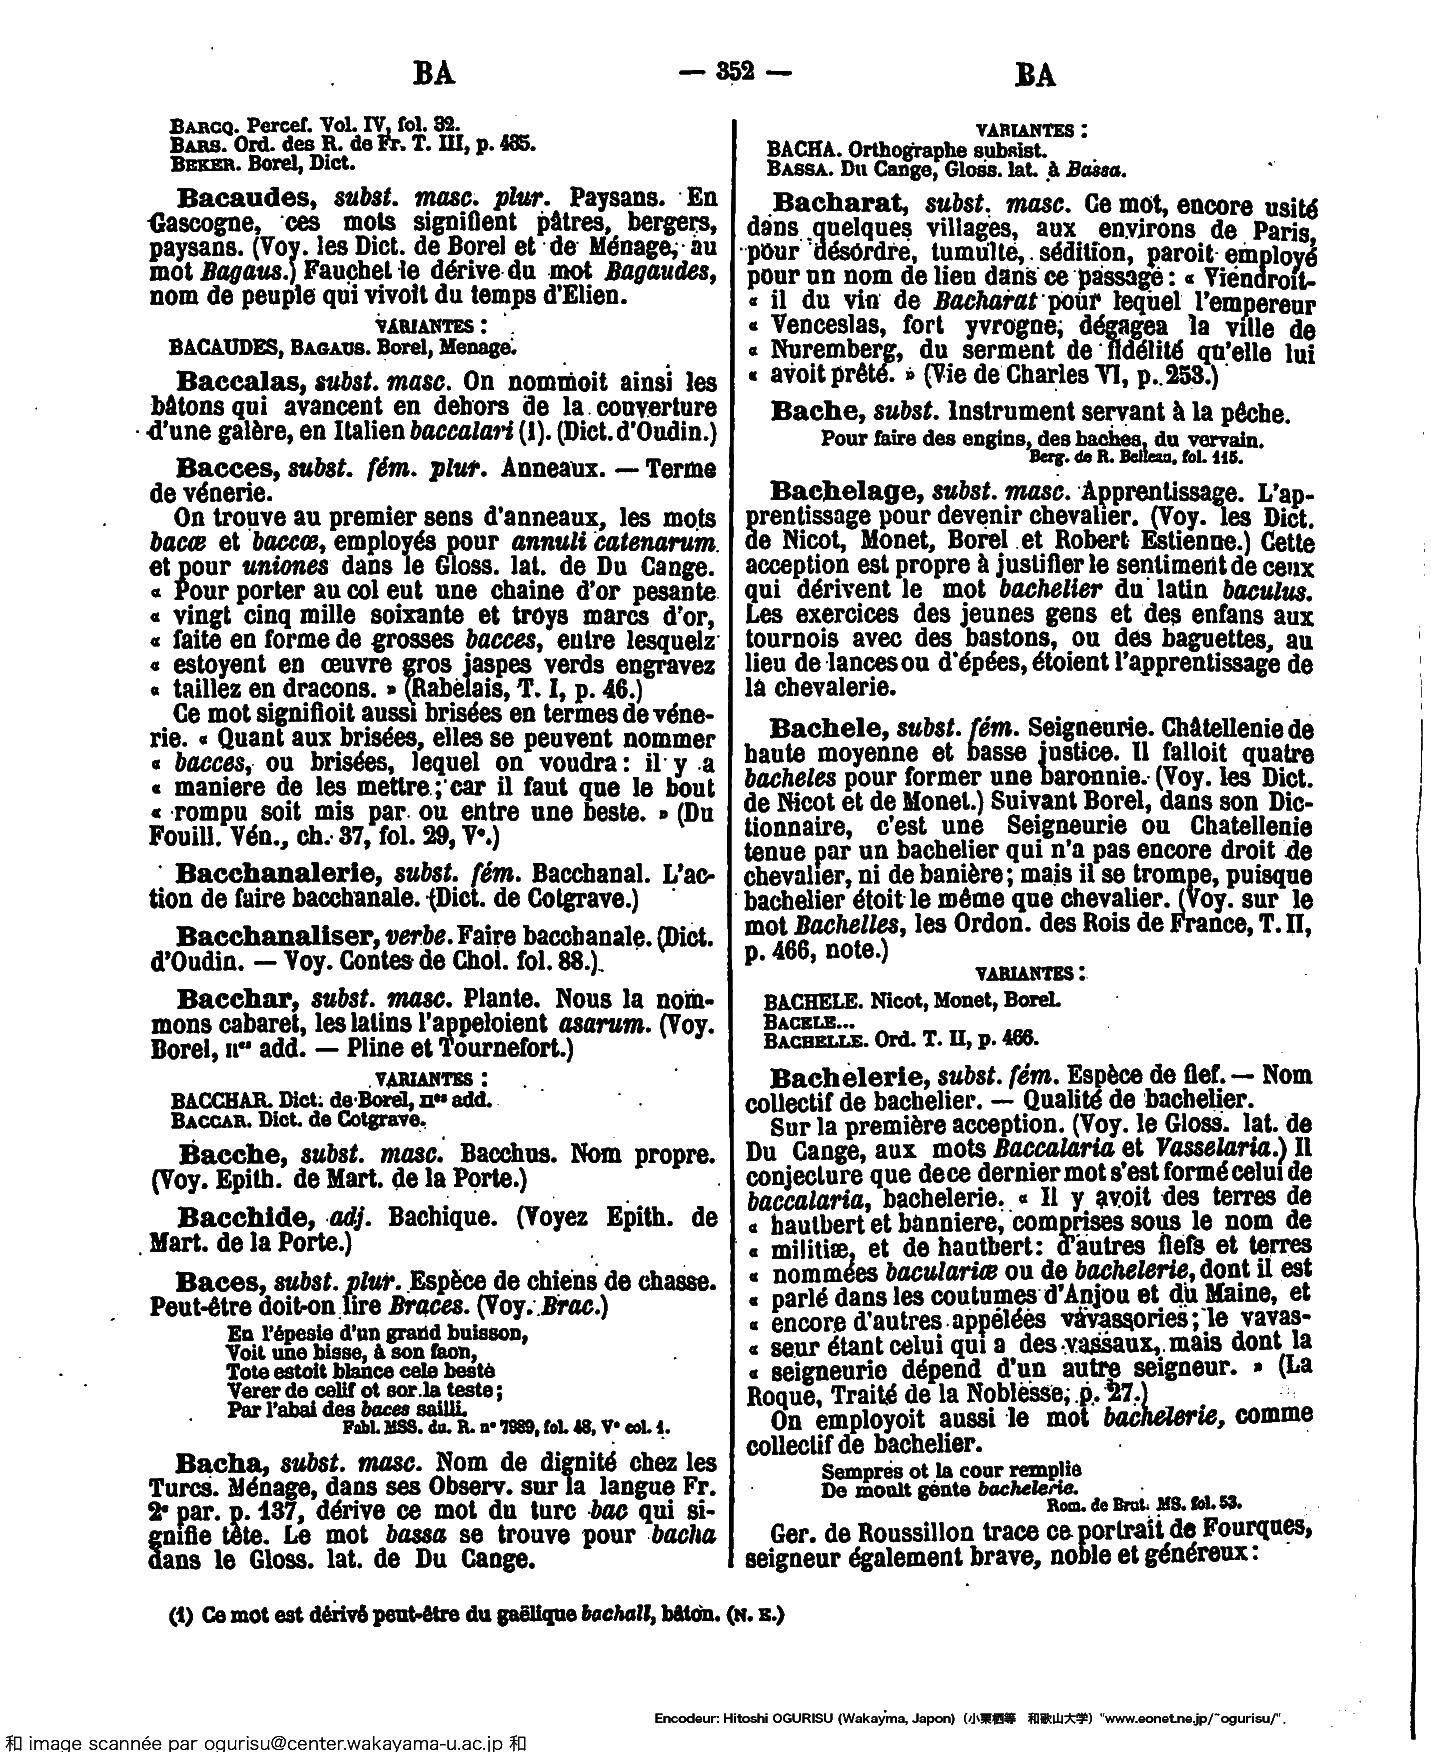 BA
— 352 —
BA
BARCQ. Percef. Vol. IV, fol. 32.
BARS. Ord. des R. de Fr. T. III, p. 435.
BEKER. Borel, Dict.
Bacaudes, subst. masc. plur. Paysans. En
Gascogne, ces mots signifient pâtres, bergers,
paysans. (Voy. les Dict. de Borel et de Ménage, au
mot Bagaus.) Fauchet le dérive du mot Bagaudes,
nom de peuple qui vivoit du temps d'Elien.
VARIANTES :
BACAUDES, BAGAUS. Borel, Menage.
Baccalas, subst. masc. On nommoit ainsi les
bâtons qui avancent en dehors de la couverture
d'une galère, en Italien baccalari (1). (Dict. d'Oudin.)
Bacces, subst. fém. plur. Anneaux. — Terme
de vénerie.
On trouve au premier sens d'anneaux, les mots
bacæ et baccæ, employés pour annuli catenarum
et pour uniones dans le Gloss. lat. de Du Cange.
« Pour porter au col eut une chaine d'or pesante
« vingt cinq mille soixante et troys marcs d'or,
« faite en forme de grosses bacces, entre lesquelz
« estoyent en œuvre gros jaspes verds engravez
« taillez en dracons. » (Rabelais, T. I, p. 46.)
Ce mot signifioit aussi brisées en termes de véne-
rie. « Quant aux brisées, elles se peuvent nommer
« bacces, ou brisées, lequel on voudra : il y a
« maniere de les mettre ; car il faut que le bout
« rompu soit mis par ou entre une beste. » (Du
Fouill. Vén., ch. 37, fol. 29, V°.)
Bacchanalerie, subst. fém. Bacchanal. L'ac-
tion de faire bacchanale. (Dict. de Cotgrave.)
Bacchanaliser, verbe. Faire bacchanale. (Dict.
d'Oudin. — Voy. Contes de Chol. fol. 88.)
Bacchar, subst. masc. Plante. Nous la nom-
mons cabaret, les latins l'appeloient asarum. (Voy.
Borel, IIes add. — Pline et Tournefort.)
VARIANTES :
BACCHAR. Dict. de Borel, IIes add.
BACCAR. Dict. de Cotgrave.
Bacche, subst. masc. Bacchus. Nom propre.
(Voy. Epith. de Mart. de la Porte.)
Bacchide, adj. Bachique. (Voyez Epith. de
Mart. de la Porte.)
Baces, subst. plur. Espèce de chiens de chasse.
Peut-être doit-on lire Braces. (Voy. Brac.)
En l'épesie d'un grand buisson,
Voit une bisse, à son faon,
Tote estoit blance cele beste
Verer de celif ot sor la teste ;
Par l'abai des baces sailli.
Fabl. MSS. du. R. n° 7989, fol. 48, V° col. 1.
Bacha, subst. masc. Nom de dignité chez les
Turcs. Ménage, dans ses Observ. sur la langue Fr.
2e par. p. 137, dérive ce mot du turc bac qui si-
gnifie tête. Le mot bassa se trouve pour bacha
dans le Gloss. lat. de Du Cange.
VARIANTES :
BACHA. Orthographe subsist.
BASSA. Du Cange, Gloss. lat. à Bassa.
Bacharat, subst. masc. Ce mot, encore usité
dans quelques villages, aux environs de Paris,
pour désordre, tumulte, sédition, paroit employé
pour un nom de lieu dans ce passage : « Viendroit-
« il du vin de Bacharat pour lequel l'empereur
« Venceslas, fort yvrogne, dégagea la ville de
« Nuremberg, du serment de fidélité qu'elle lui
« avoit prêté. » (Vie de Charles VI, p. 253.)
Bache, subst. Instrument servant à la pêche.
Pour faire des engins, des baches, du vervain.
Berg. de R. Belleau, fol. 115.
Bachelage, subst. masc. Apprentissage. L'ap-
prentissage pour devenir chevalier. (Voy. les Dict.
de Nicot, Monet, Borel et Robert Estienne.) Cette
acception est propre à justifier le sentiment de ceux
qui dérivent le mot bachelier du latin baculus.
Les exercices des jeunes gens et des enfans aux
tournois avec des bastons, ou des baguettes, au
lieu de lances ou d'épées, étoient l'apprentissage de
la chevalerie.
Bachele, subst. fém. Seigneurie. Châtellenie de
haute moyenne et basse justice. Il falloit quatre
bacheles pour former une baronnie. (Voy. les Dict.
de Nicot et de Monet.) Suivant Borel, dans son Dic-
tionnaire, c'est une Seigneurie ou Chatellenie
tenue par un bachelier qui n'a pas encore droit de
chevalier, ni de banière ; mais il se trompe, puisque
bachelier étoit le même que chevalier. (Voy. sur le
mot Bachelles, les Ordon. des Rois de France, T. II,
p. 466, note.)
VARIANTES :
BACHELE. Nicot, Monet, Borel.
BACELE...
BACHELLE. Ord. T. II, p. 466.
Bachelerie, subst. fém. Espèce de fief. — Nom
collectif de bachelier. — Qualité de bachelier.
Sur la première acception. (Voy. le Gloss. lat. de
Du Cange, aux mots Baccalaria et Vasselaria.) Il
conjecture que de ce dernier mot s'est formé celui de
baccalaria, bachelerie. « Il y avoit des terres de
« hautbert et banniere, comprises sous le nom de
« militiæ, et de hautbert : d'autres fiefs et terres
« nommées baculariæ ou de bachelerie, dont il est
« parlé dans les coutumes d'Anjou et du Maine, et
« encore d'autres appélées vavassories ; le vavas-
« seur étant celui qui a des vassaux, mais dont la
« seigneurie dépend d'un autre seigneur. » (La
Roque, Traité de la Noblesse, p. 27.)
On employoit aussi le mot bachelerie, comme
collectif de bachelier.
Sempres ot la cour remplie
De moult gente bachelerie.
Rom. de Brut. MS. fol. 53.
Ger. de Roussillon trace ce portrait de Fourques,
seigneur également brave, noble et généreux :
(1) Ce mot est dérivé peut-être du gaëlique bachall, bâton. (N. E.)
Encodeur: Hitoshi OGURISU (Wakayma, Japon) (小栗栖等 和歌山大学) "www.eonet.ne.jp/~ogurisu/".
和 image scannée par ogurisu@center.wakayama-u.ac.jp 和